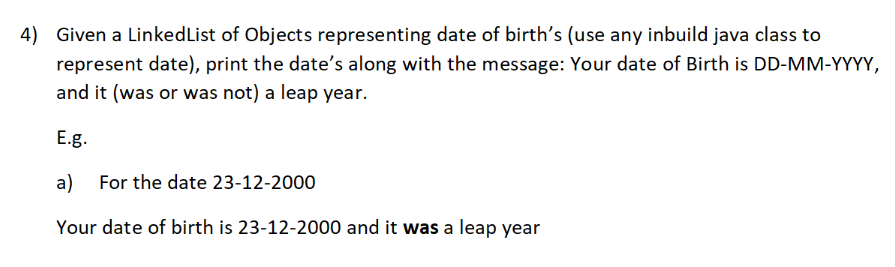 4) Given a LinkedList of Objects representing date of birth's (use any inbuild java class to
represent date), print the date's along with the message: Your date of Birth is DD-MM-YYYY,
and it (was or was not) a leap year.
E.g.
a) For the date 23-12-2000
Your date of birth is 23-12-2000 and it was a leap year